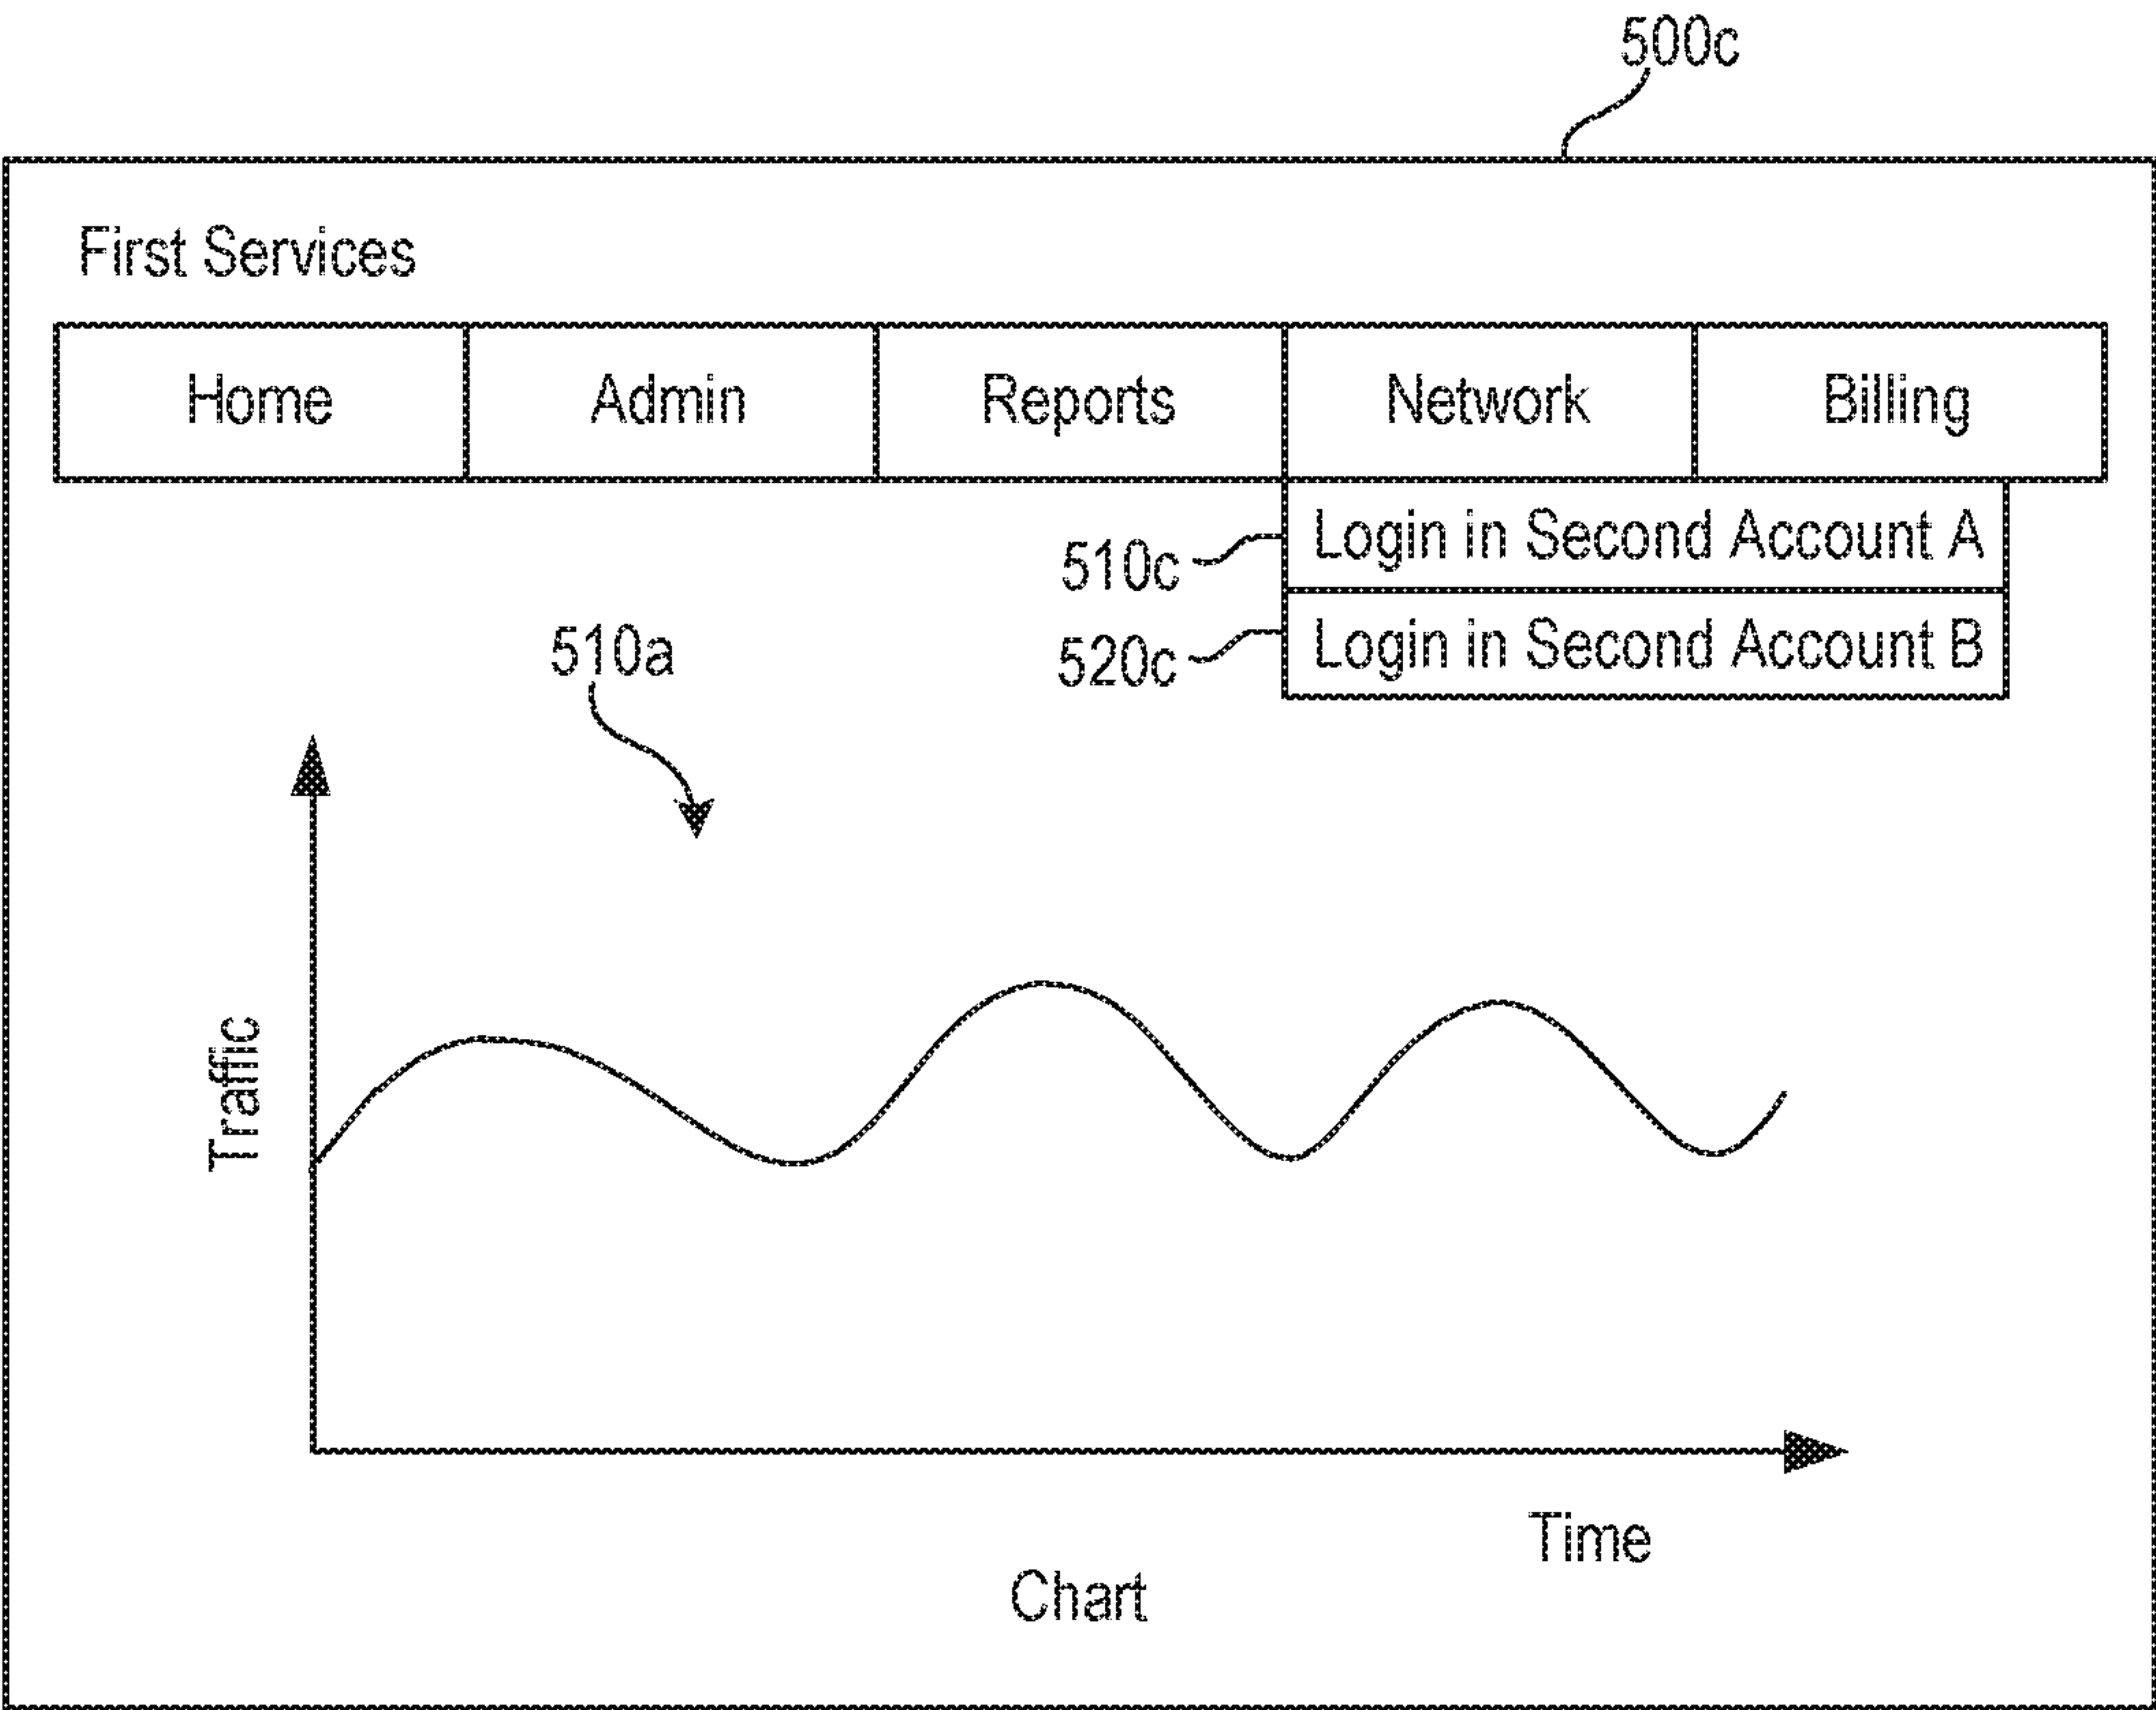 500c
First Services
Home Admin Reports Network Billing
510c Login in Second Account A
520c Login in Second Account B
510a
Traffic
Time
Chart